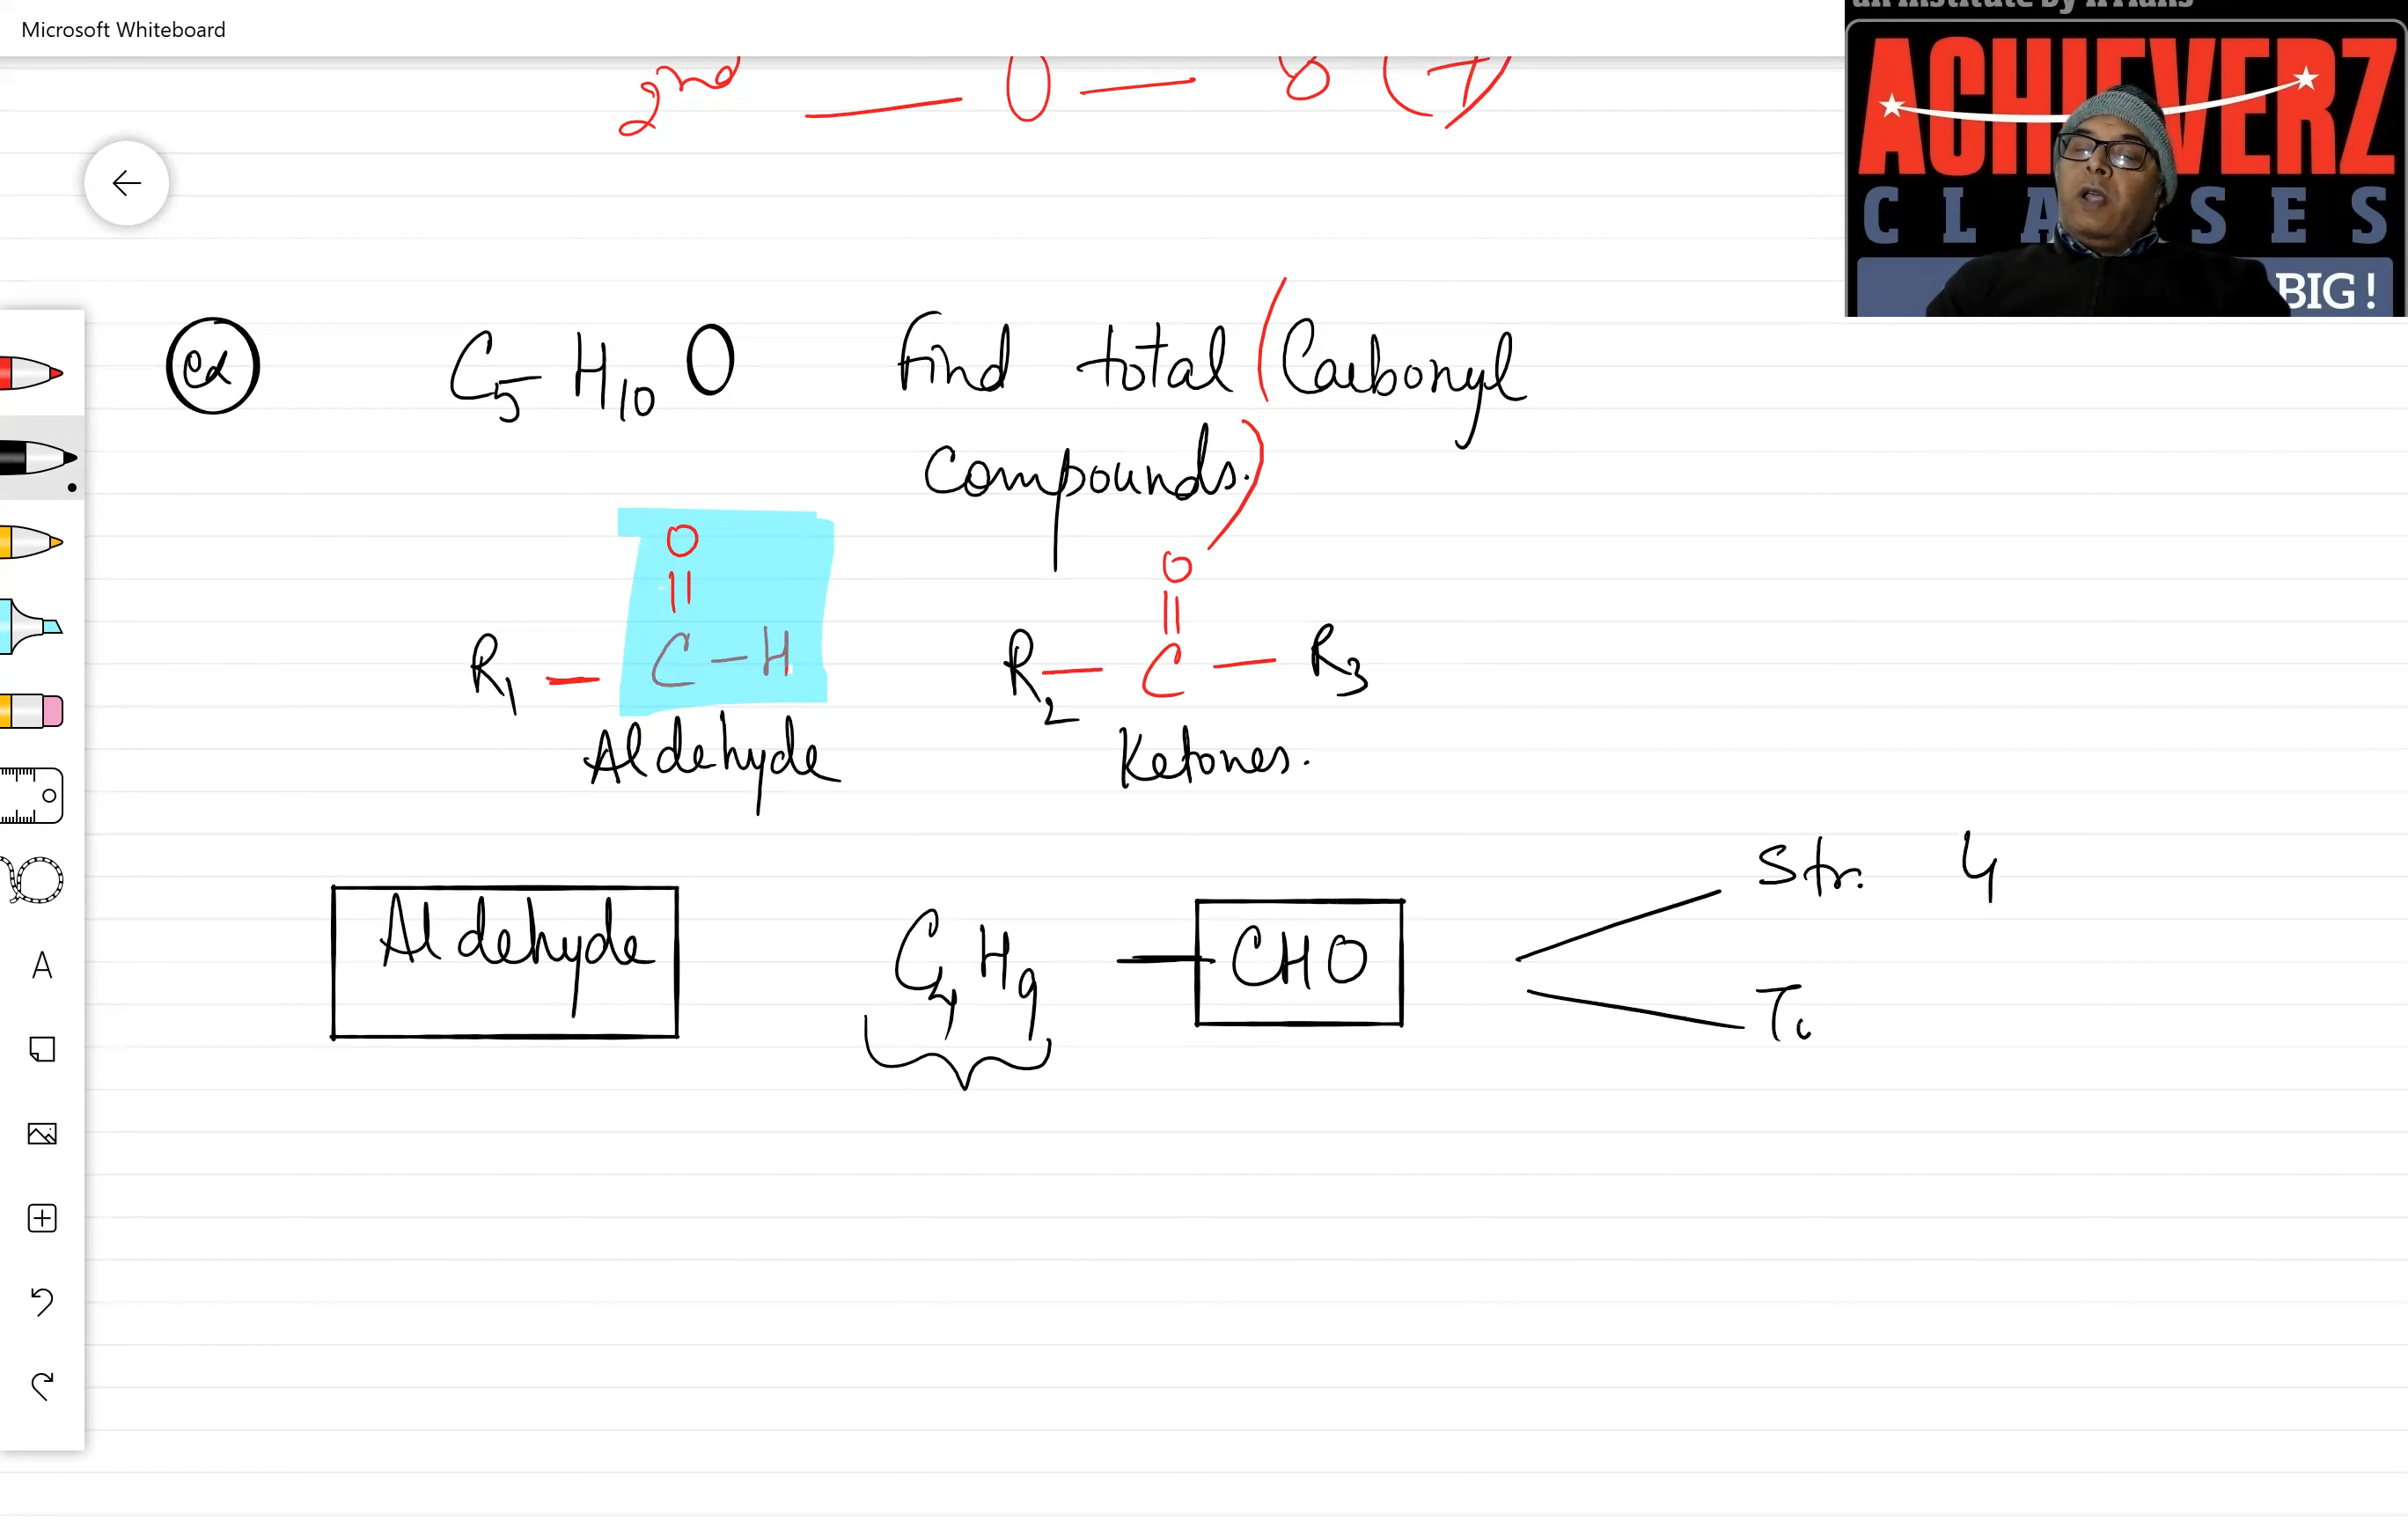 Microsoft Whiteboard
ACHIEVERZ
CLASSES
BIG!
2nd — 0 — 8 (T)
ex C5 H10 O Find total (Carbonyl
compounds.)
O O
|| ||
R1 — C — H R2 — C — R3
Aldehyde Ketones.
Str. 4
Aldehyde C4 H9 — CHO
To
A